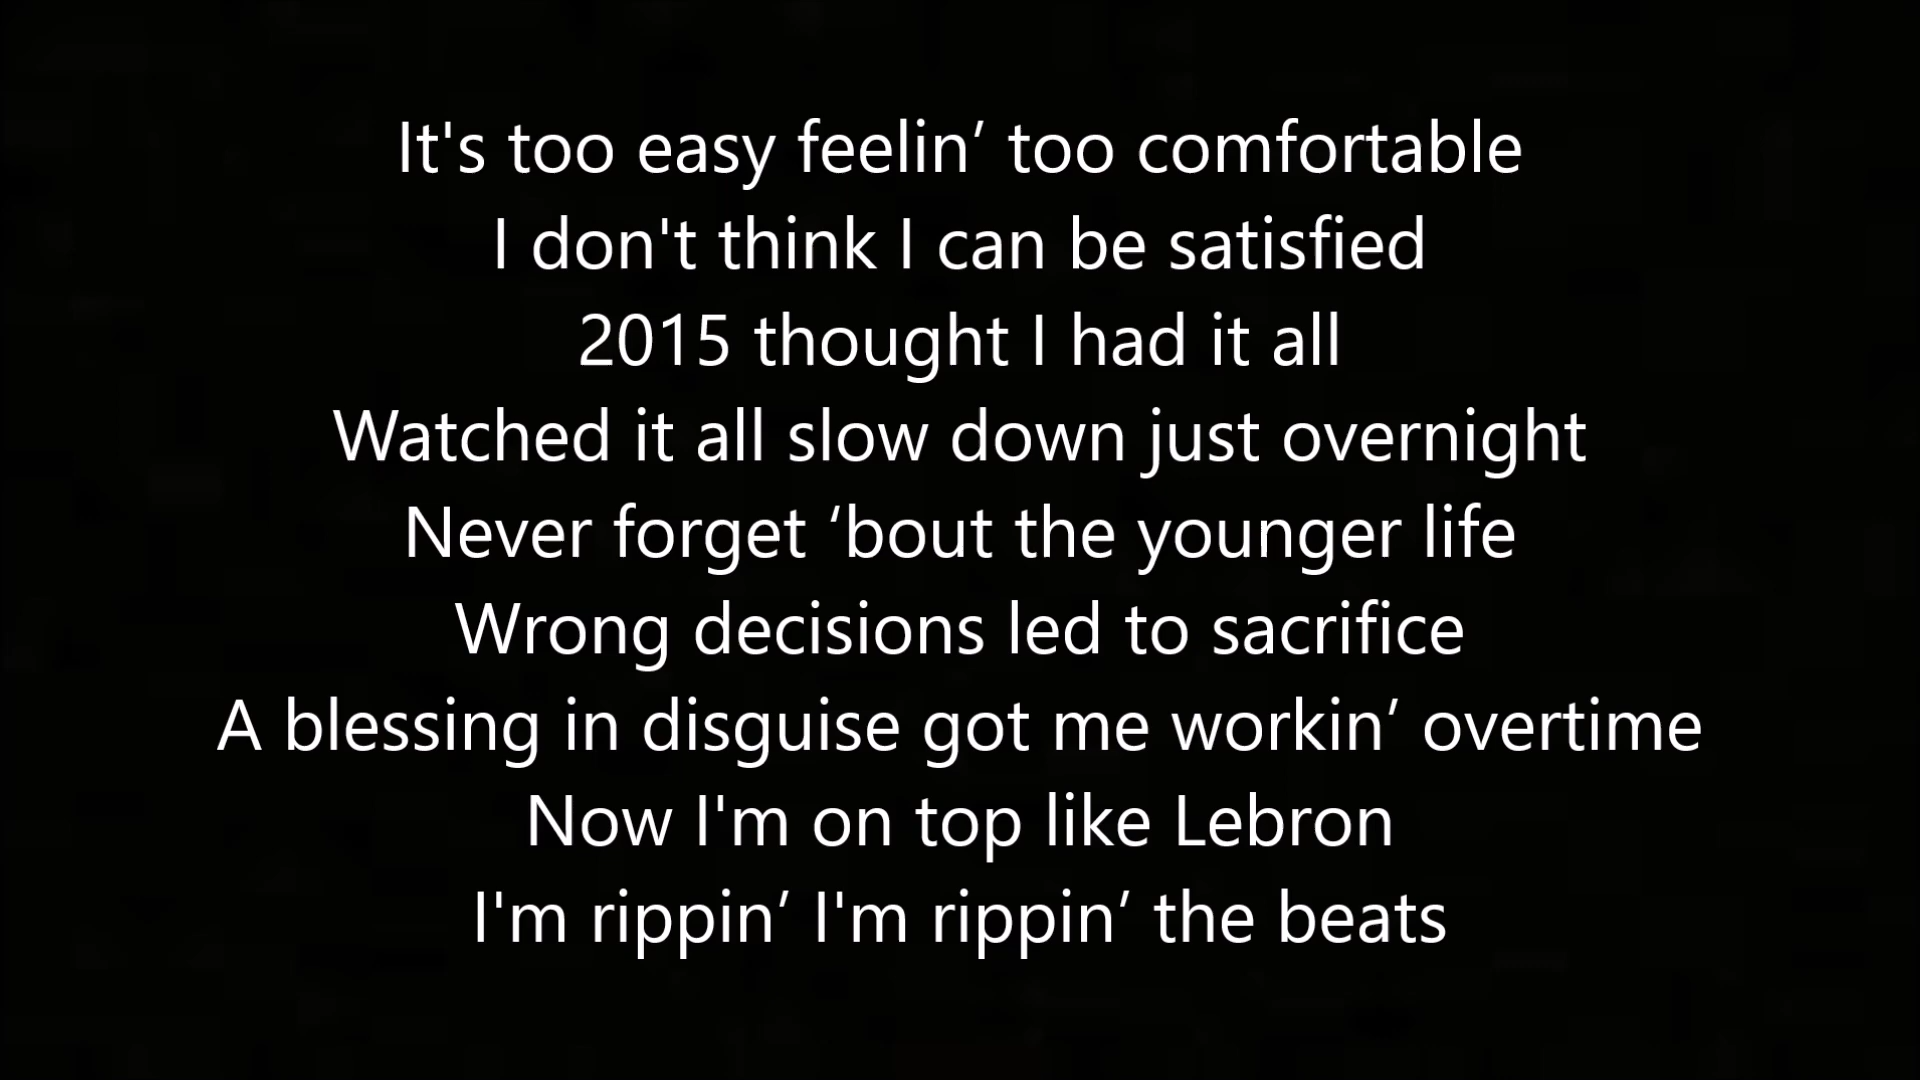 It's too easy feelin’ too comfortable
I don't think I can be satisfied
2015 thought I had it all
Watched it all slow down just overnight
Never forget ‘bout the younger life
Wrong decisions led to sacrifice
A blessing in disguise got me workin’ overtime
Now I'm on top like Lebron
I'm rippin’ I'm rippin’ the beats